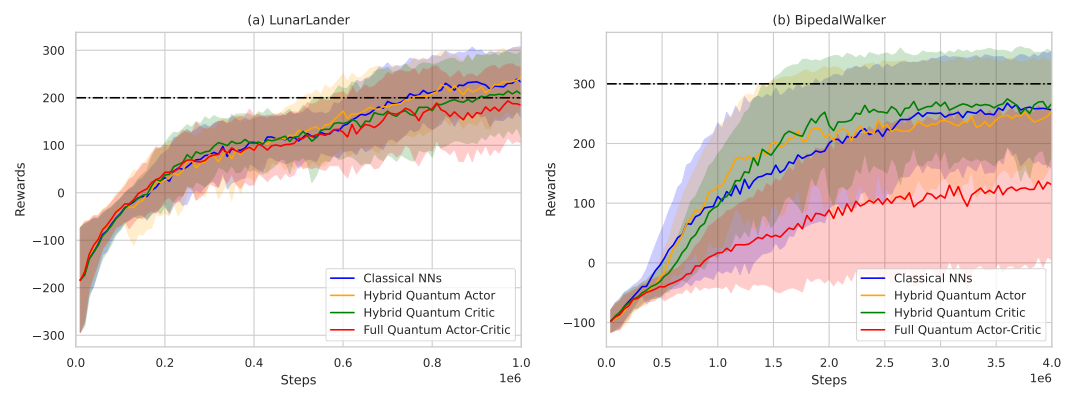 (a) LunarLander
Rewards
300
200
100
0
−100
−200
−300
0.0
0.2
0.4
0.6
0.8
1.0
1e6
Steps
Classical NNs
Hybrid Quantum Actor
Hybrid Quantum Critic
Full Quantum Actor-Critic
(b) BipedalWalker
Rewards
300
200
100
0
−100
0.0
0.5
1.0
1.5
2.0
2.5
3.0
3.5
4.0
1e6
Steps
Classical NNs
Hybrid Quantum Actor
Hybrid Quantum Critic
Full Quantum Actor-Critic